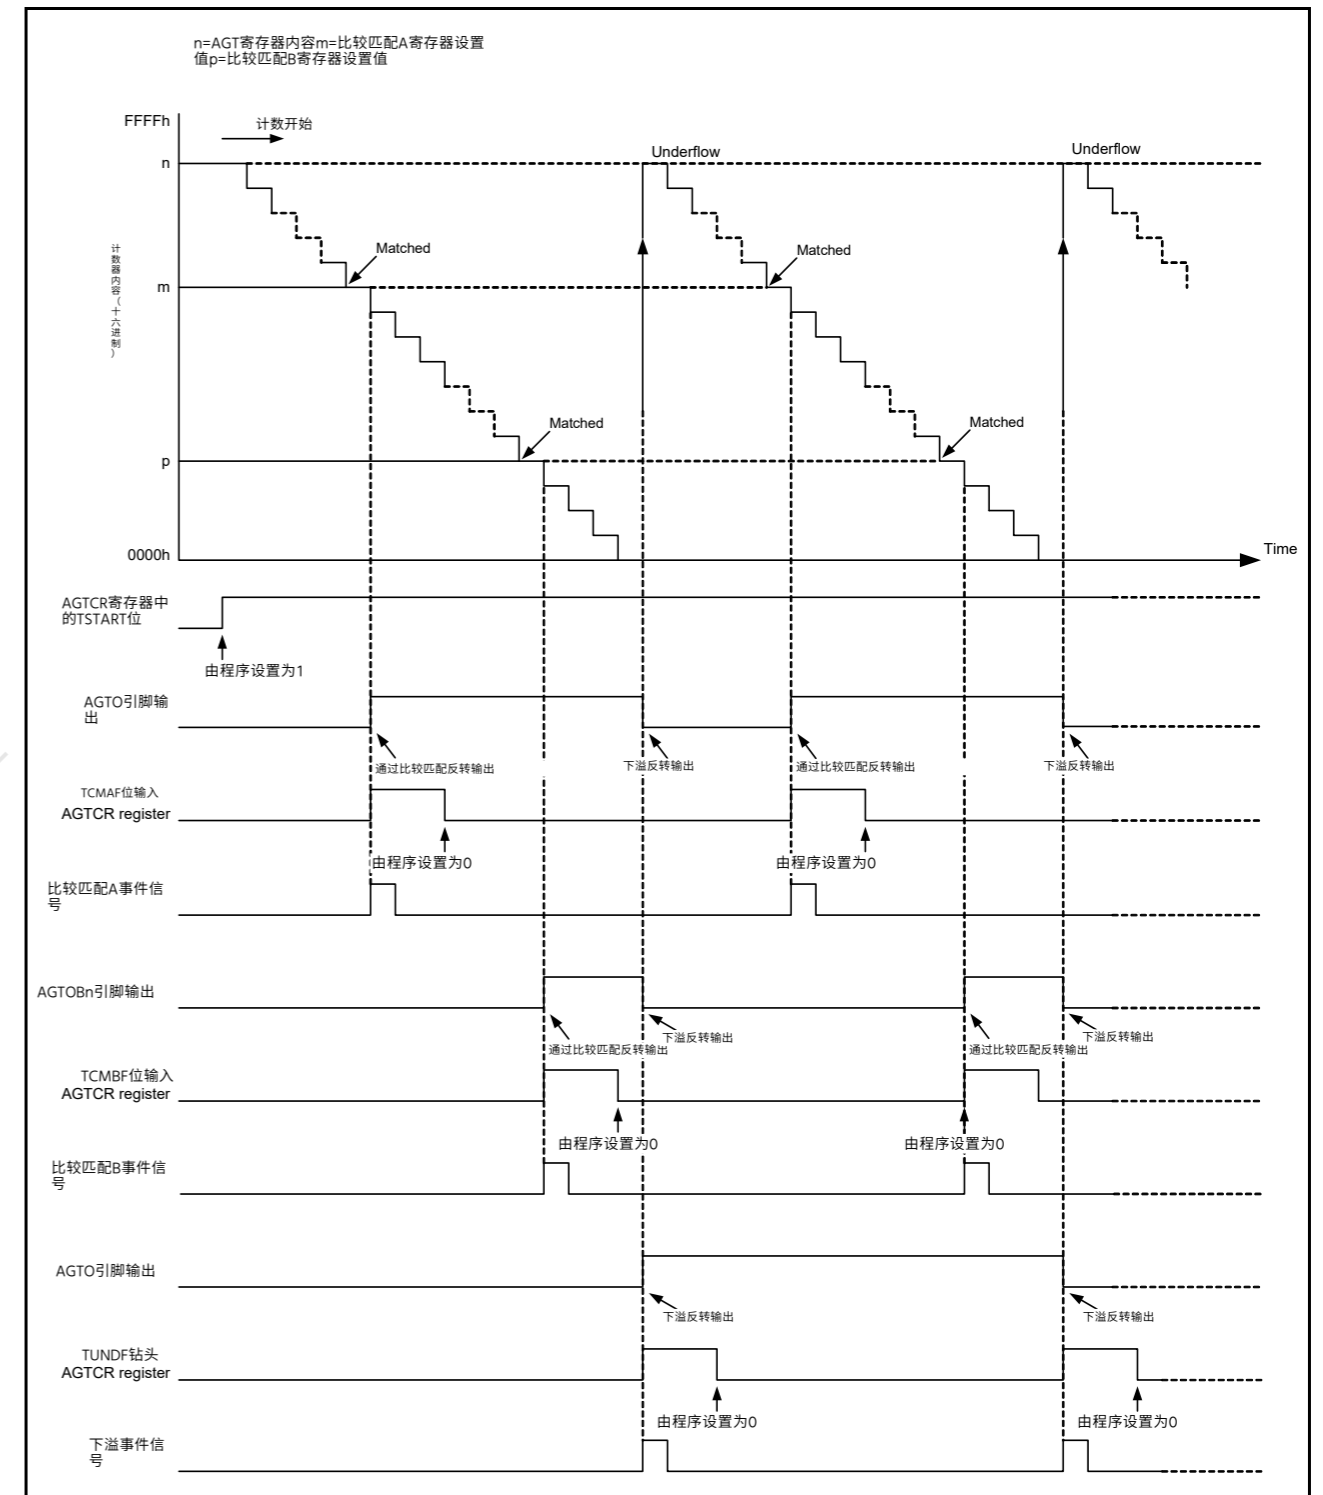 n=AGT寄存器内容m=比较匹配A寄存器设置
值p=比较匹配B寄存器设置值
FFFFh
计数开始
n
Underflow
Underflow
Matched
Matched
计数器内容(十六进制)
m
Matched
Matched
p
0000h
Time
AGTCR寄存器中
的TSTART位
由程序设置为1
AGTO引脚输
出
通过比较匹配反转输出
下溢反转输出
通过比较匹配反转输出
下溢反转输出
TCMAF位输入
AGTCR register
由程序设置为0
由程序设置为0
比较匹配A事件信
号
AGTOBn引脚输出
通过比较匹配反转输出
下溢反转输出
通过比较匹配反转输出
下溢反转输出
TCMBF位输入
AGTCR register
由程序设置为0
由程序设置为0
比较匹配B事件信
号
AGTO引脚输出
下溢反转输出
下溢反转输出
TUNDF钻头
AGTCR register
由程序设置为0
由程序设置为0
下溢事件信
号